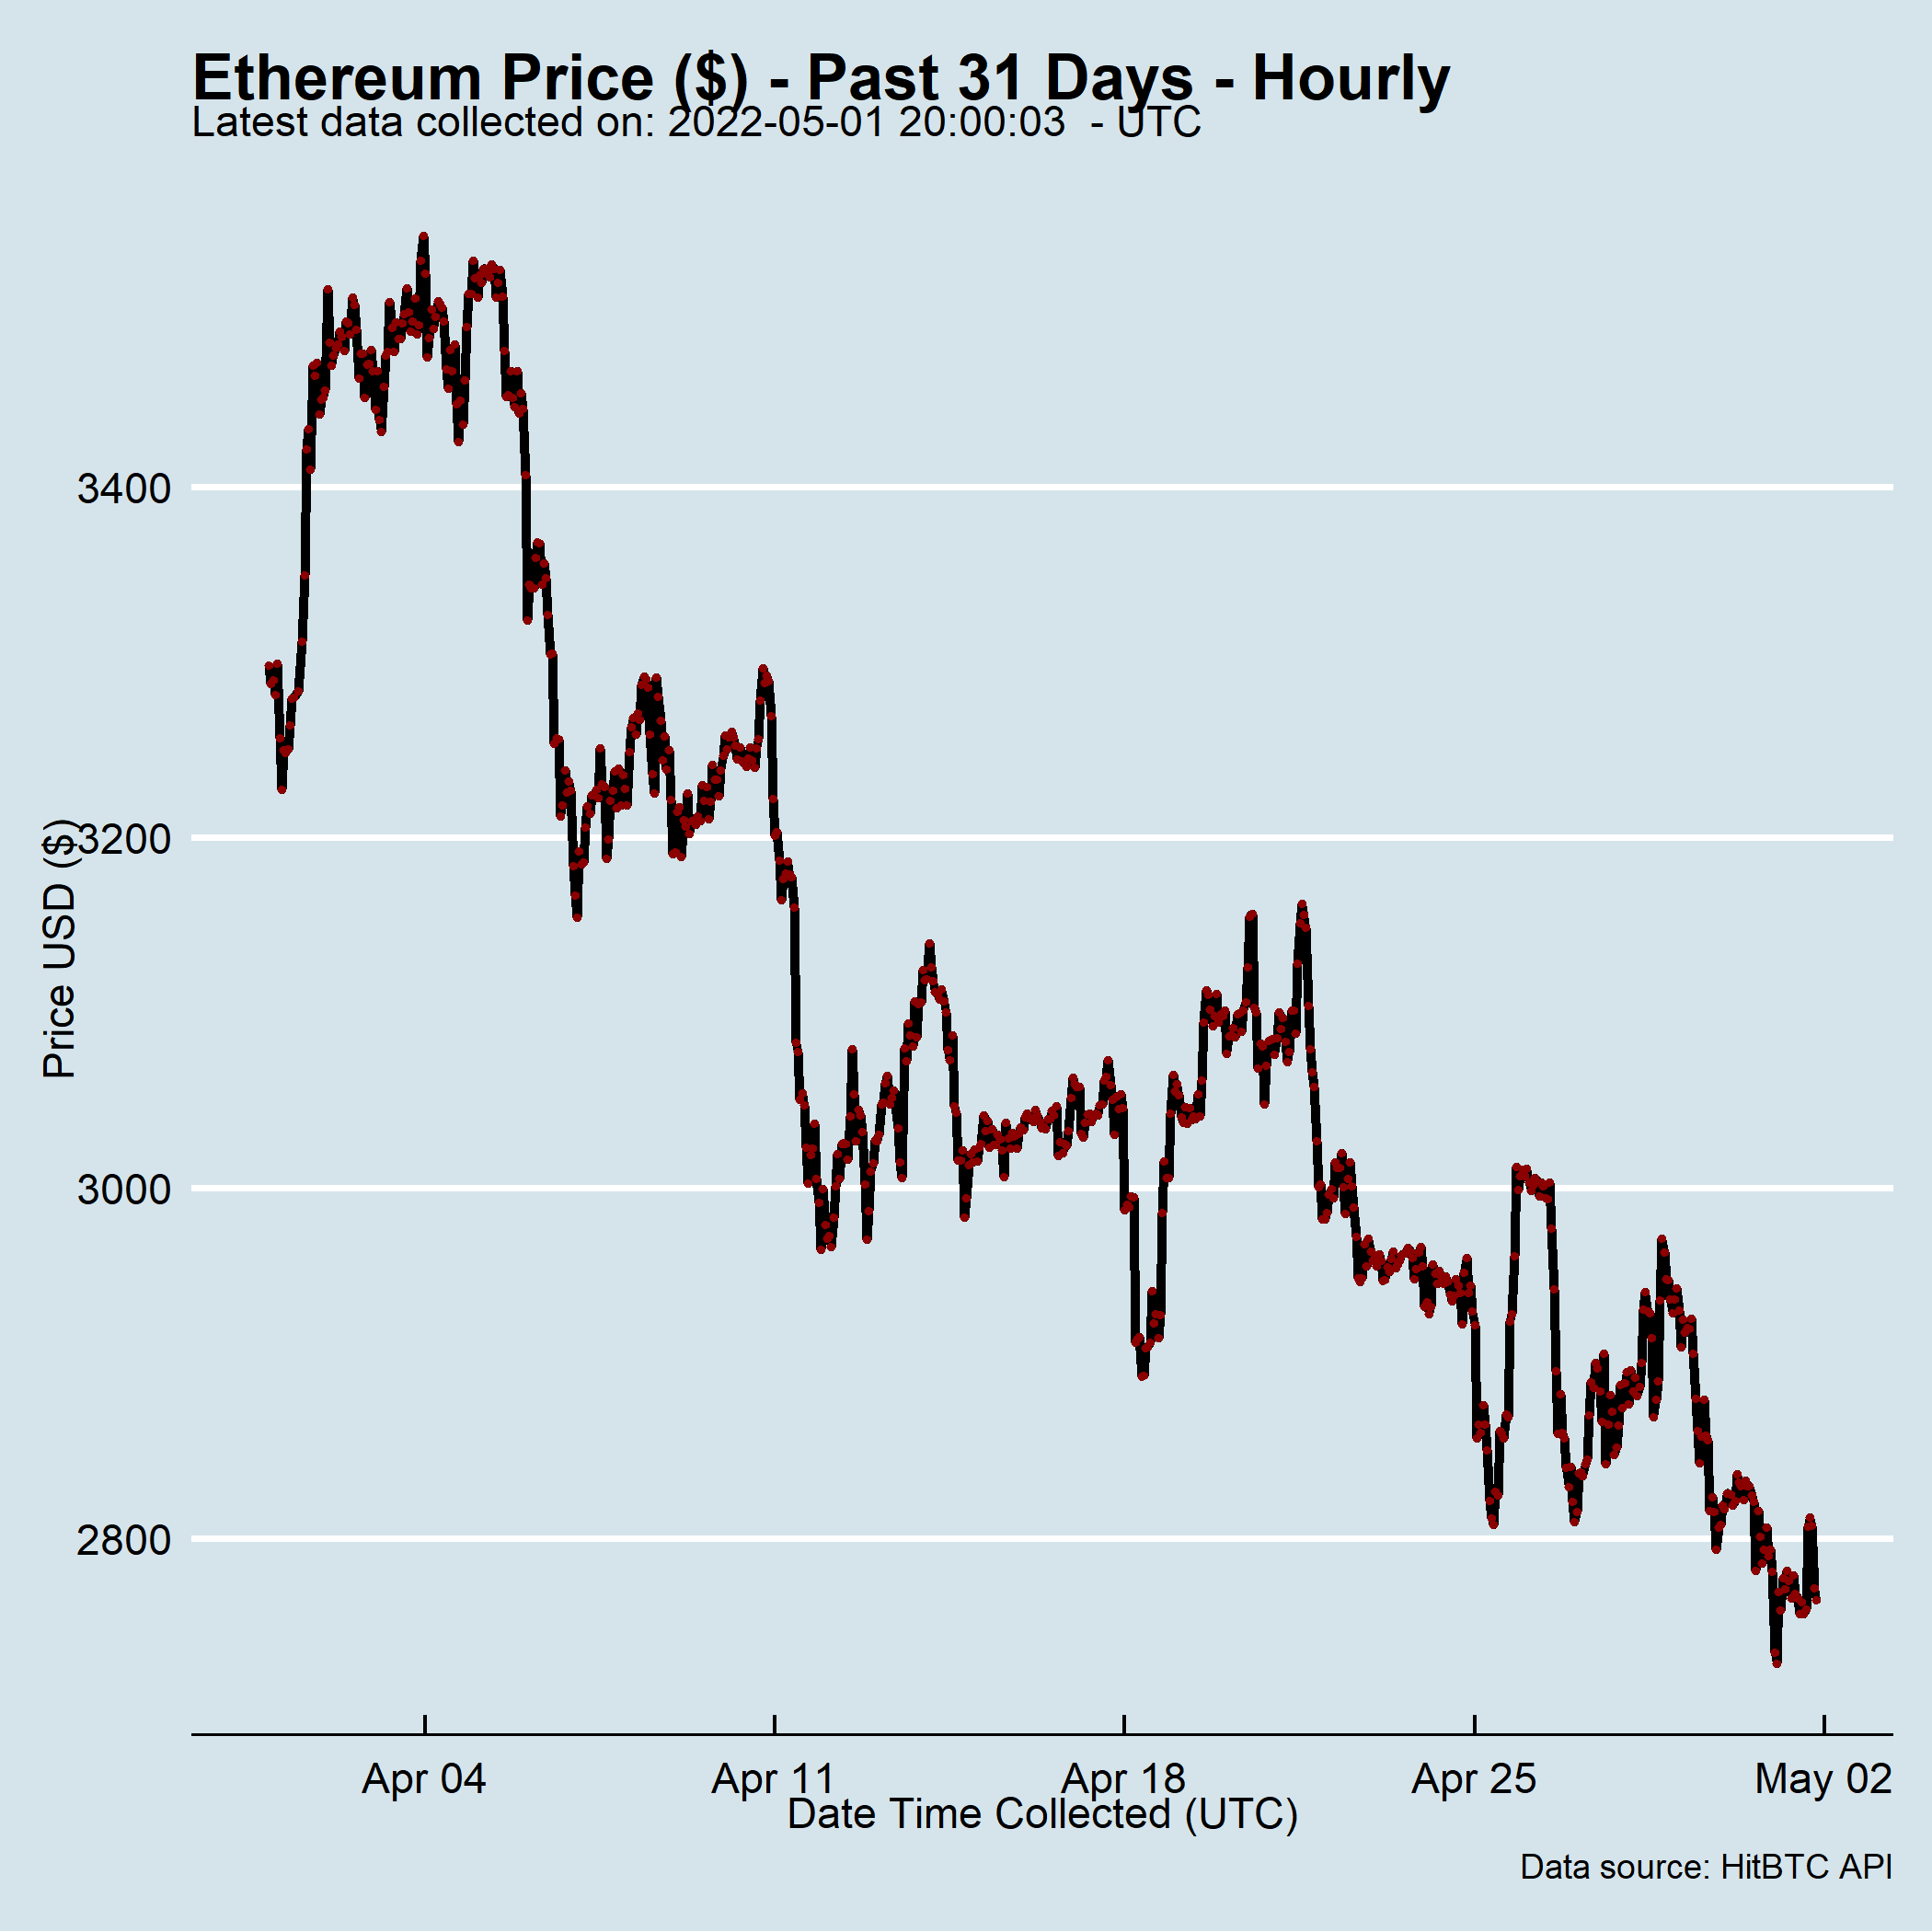 Ethereum Price ($) - Past 31 Days - Hourly
Latest data collected on: 2022-05-01 20:00:03  - UTC
Price USD ($)
3400
3200
3000
2800
Apr 04
Apr 11
Apr 18
Apr 25
May 02
Date Time Collected (UTC)
Data source: HitBTC API